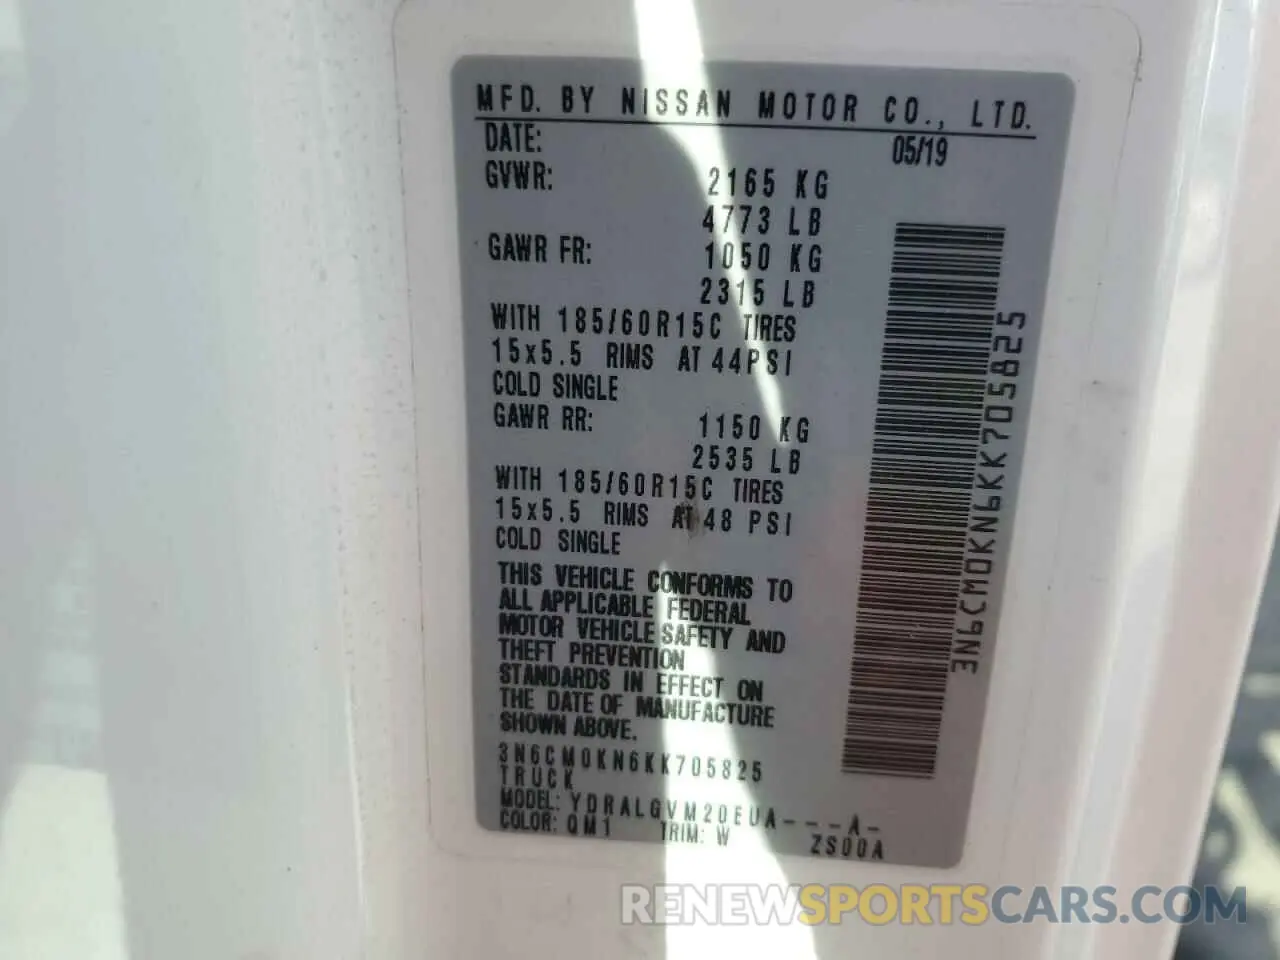 MFD. BY NISSAN MOTOR CO., LTD.
DATE: 05/19
GVWR: 2165 KG
4773 LB
GAWR FR: 1050 KG
2315 LB
WITH 185/60R15C TIRES
15x5.5 RIMS AT 44PSI
COLD SINGLE
GAWR RR: 1150 KG
2535 LB
WITH 185/60R15C TIRES
15x5.5 RIMS AT 48 PSI
COLD SINGLE
THIS VEHICLE CONFORMS TO
ALL APPLICABLE FEDERAL
MOTOR VEHICLE SAFETY AND
THEFT PREVENTION
STANDARDS IN EFFECT ON
THE DATE OF MANUFACTURE
SHOWN ABOVE.
3N6CM0KN6KK705825
TRUCK
MODEL: YDRALGVM20EUA---A-
COLOR: QM1 TRIM: W ZS00A
3N6CM0KN6KK705825
RENEWSPORTSCARS.COM